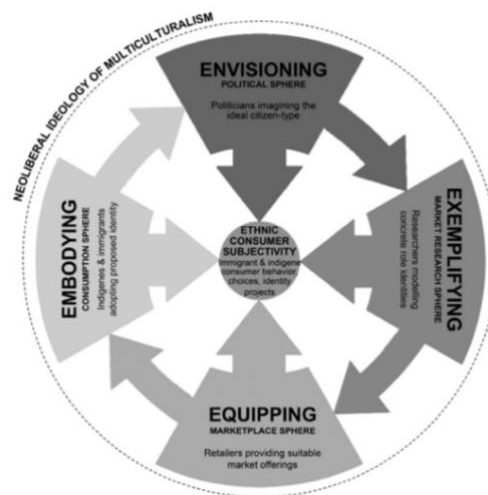 NEOLIBERAL IDEOLOGY OF MULTICULTURALISM
ENVISIONING
POLITICAL SPHERE
Politicians imagining the
ideal citizen-type
EXEMPLIFYING
MARKET RESEARCH SPHERE
Researchers modelling
concrete role identities
ETHNIC
CONSUMER
SUBJECTIVITY
Immigrant & indigene
consumer behavior,
choices, identity
projects
EQUIPPING
MARKETPLACE SPHERE
Retailers providing suitable
market offerings
EMBODYING
CONSUMPTION SPHERE
Indigenes & immigrants
adopting proposed identity